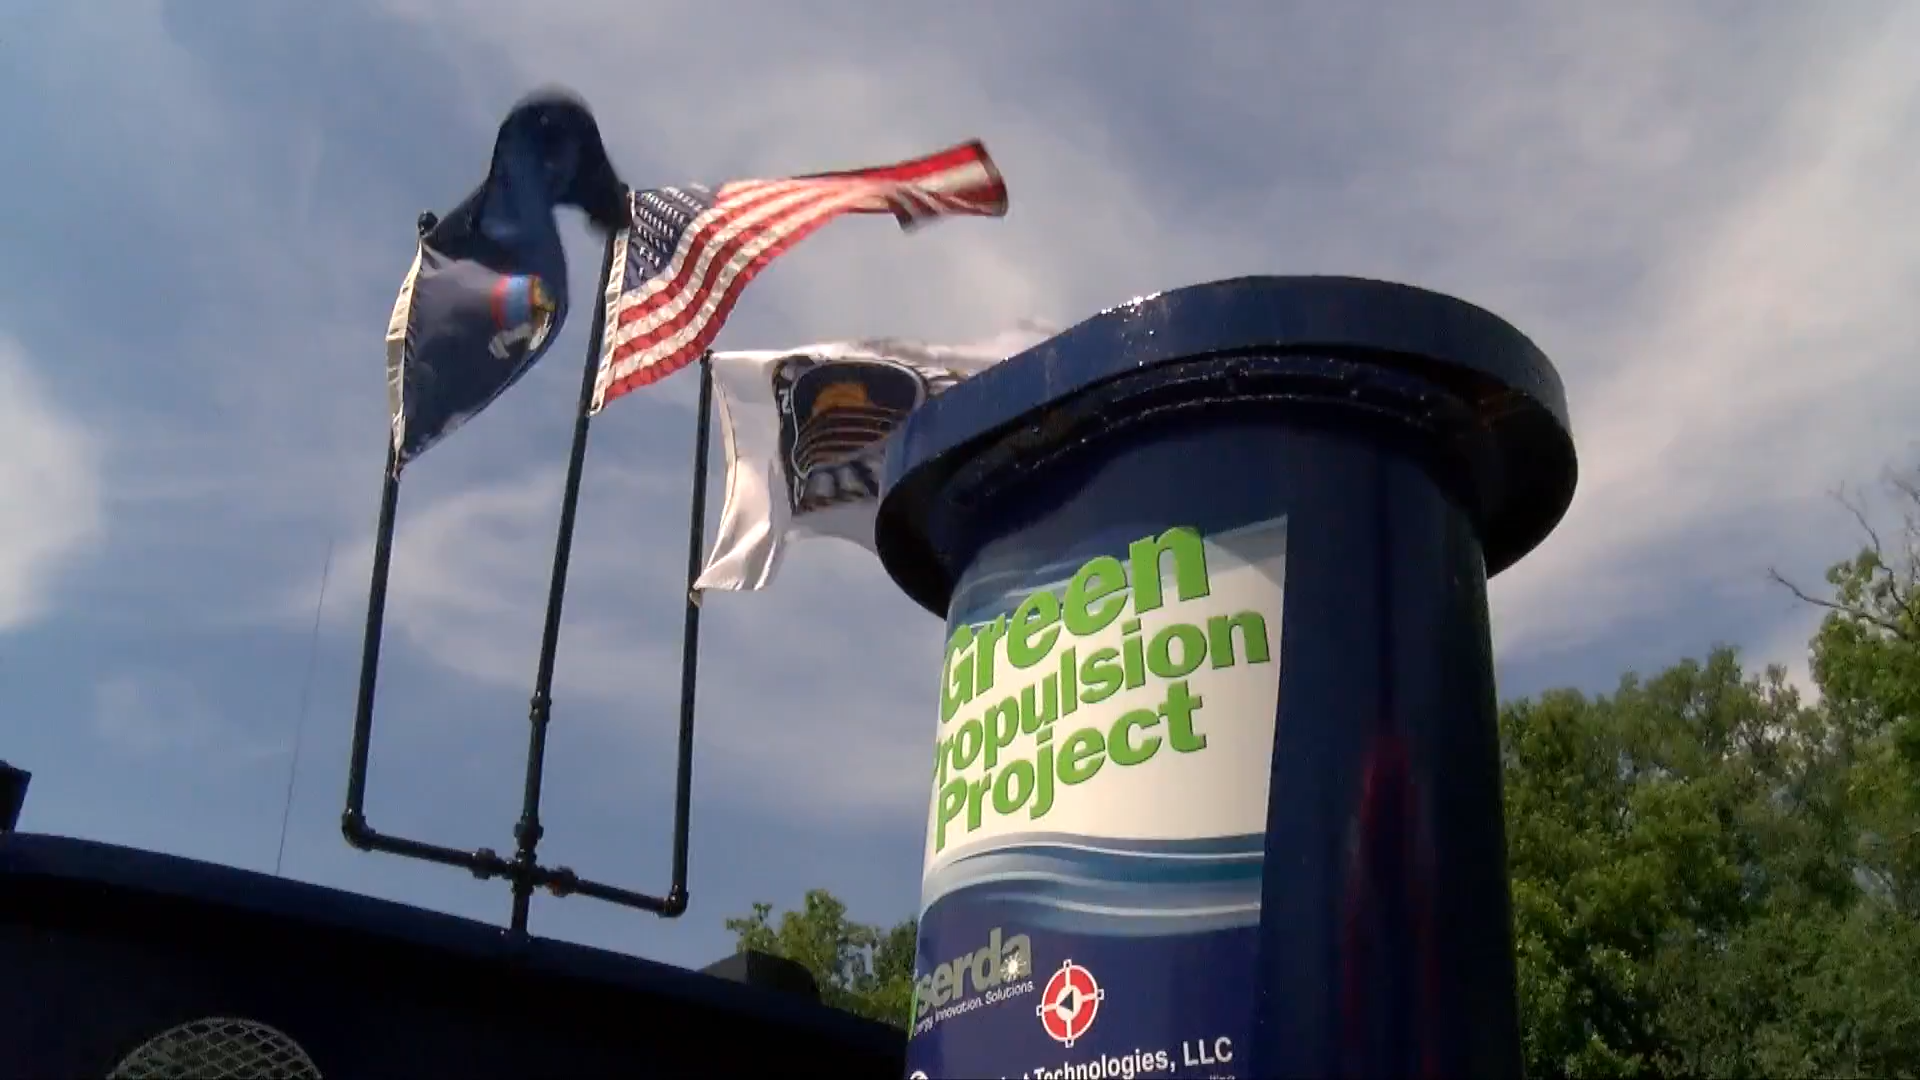 Green
Propulsion
Project
serda
Energy. Innovation. Solutions.
Technologies, LLC